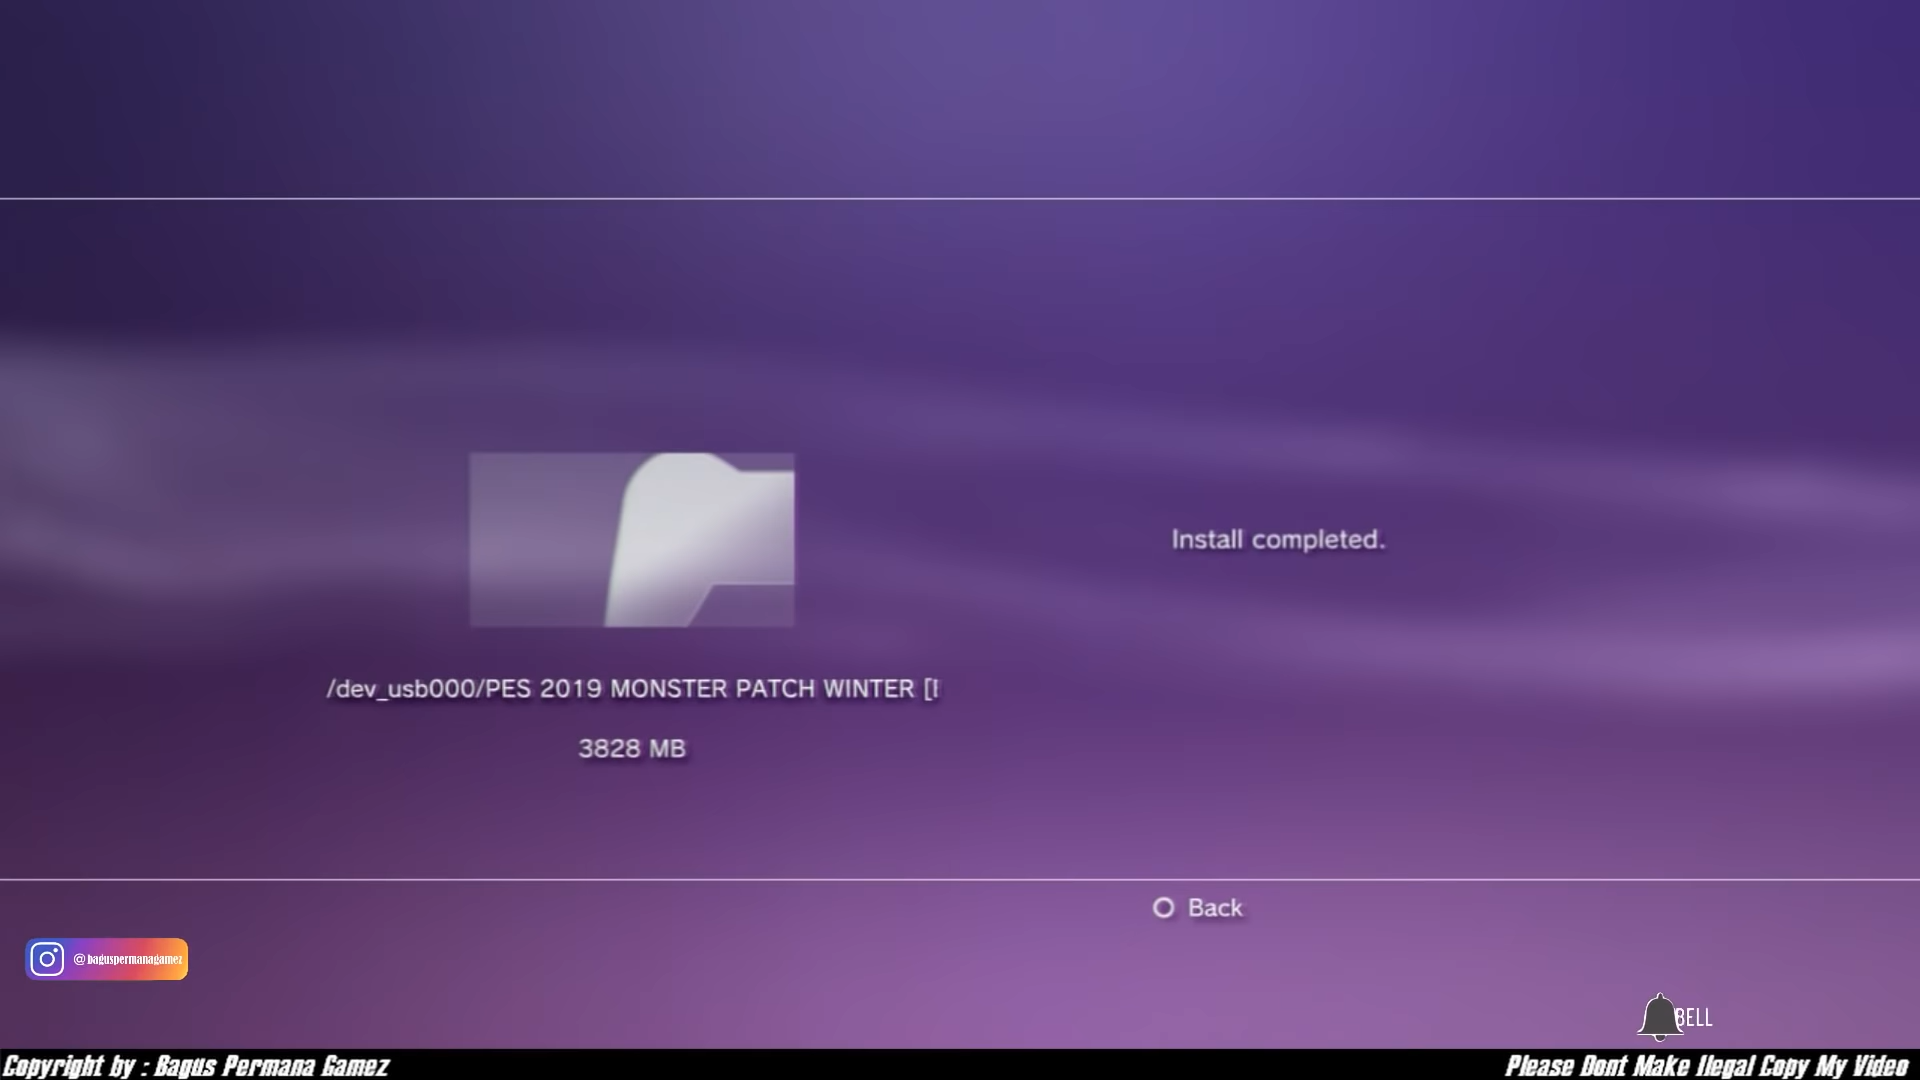 Install completed.
/dev_usb000/PES 2019 MONSTER PATCH WINTER
3828 MB
Back
@baguspermanagamez
BELL
Copyright by : Bagus Permana Gamez
Please Dont Make Ilegal Copy My Video